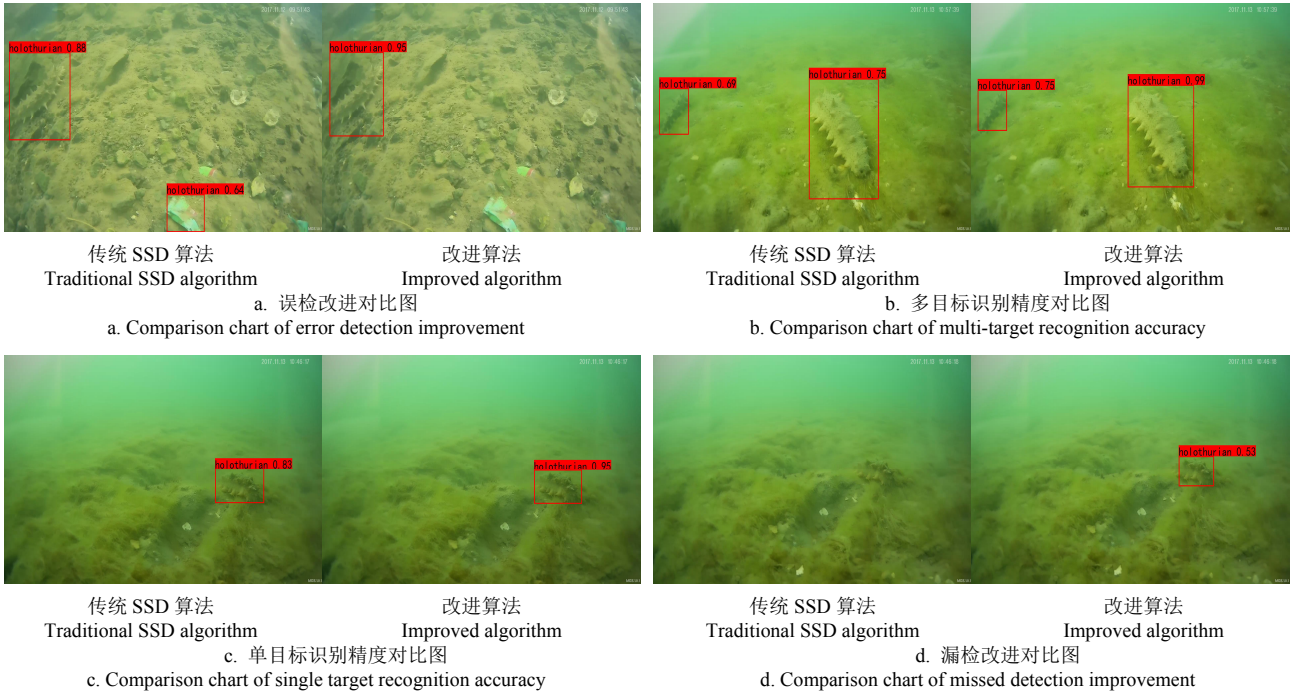 holothurian 0.88
holothurian 0.64
holothurian 0.95
传统 SSD 算法
Traditional SSD algorithm
改进算法
Improved algorithm
a. 误检改进对比图
a. Comparison chart of error detection improvement
holothurian 0.69
holothurian 0.75
holothurian 0.75
holothurian 0.99
传统 SSD 算法
Traditional SSD algorithm
改进算法
Improved algorithm
b. 多目标识别精度对比图
b. Comparison chart of multi-target recognition accuracy
holothurian 0.83
holothurian 0.95
传统 SSD 算法
Traditional SSD algorithm
改进算法
Improved algorithm
c. 单目标识别精度对比图
c. Comparison chart of single target recognition accuracy
holothurian 0.53
传统 SSD 算法
Traditional SSD algorithm
改进算法
Improved algorithm
d. 漏检改进对比图
d. Comparison chart of missed detection improvement